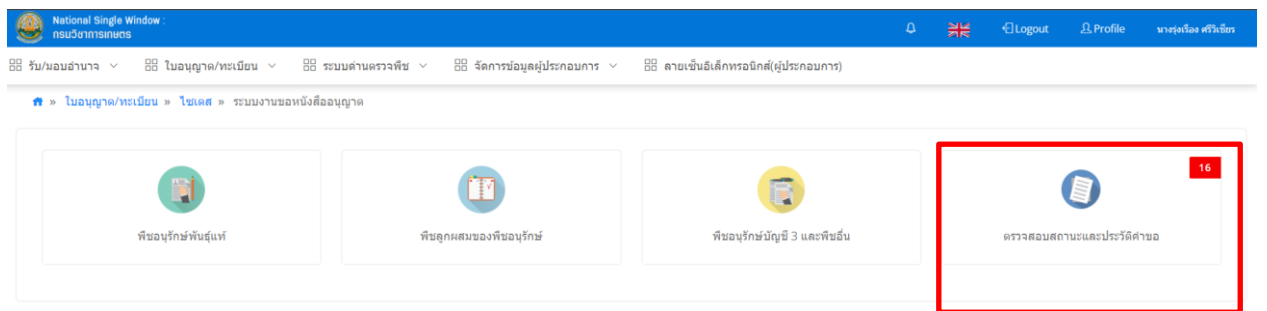 National Single Window :
กรมวิชาการเกษตร
Logout
Profile
นางรุ่งเรือง ศรีวิเชียร
รับ/มอบอำนาจ
ใบอนุญาต/ทะเบียน
ระบบด่านตรวจพืช
จัดการข้อมูลผู้ประกอบการ
ลายเซ็นอิเล็กทรอนิกส์(ผู้ประกอบการ)
» ใบอนุญาต/ทะเบียน » ไซเตส » ระบบงานขอหนังสืออนุญาต
16
พืชอนุรักษ์พันธุ์แท้
พืชลูกผสมของพืชอนุรักษ์
พืชอนุรักษ์บัญชี 3 และพืชอื่น
ตรวจสอบสถานะและประวัติคำขอ